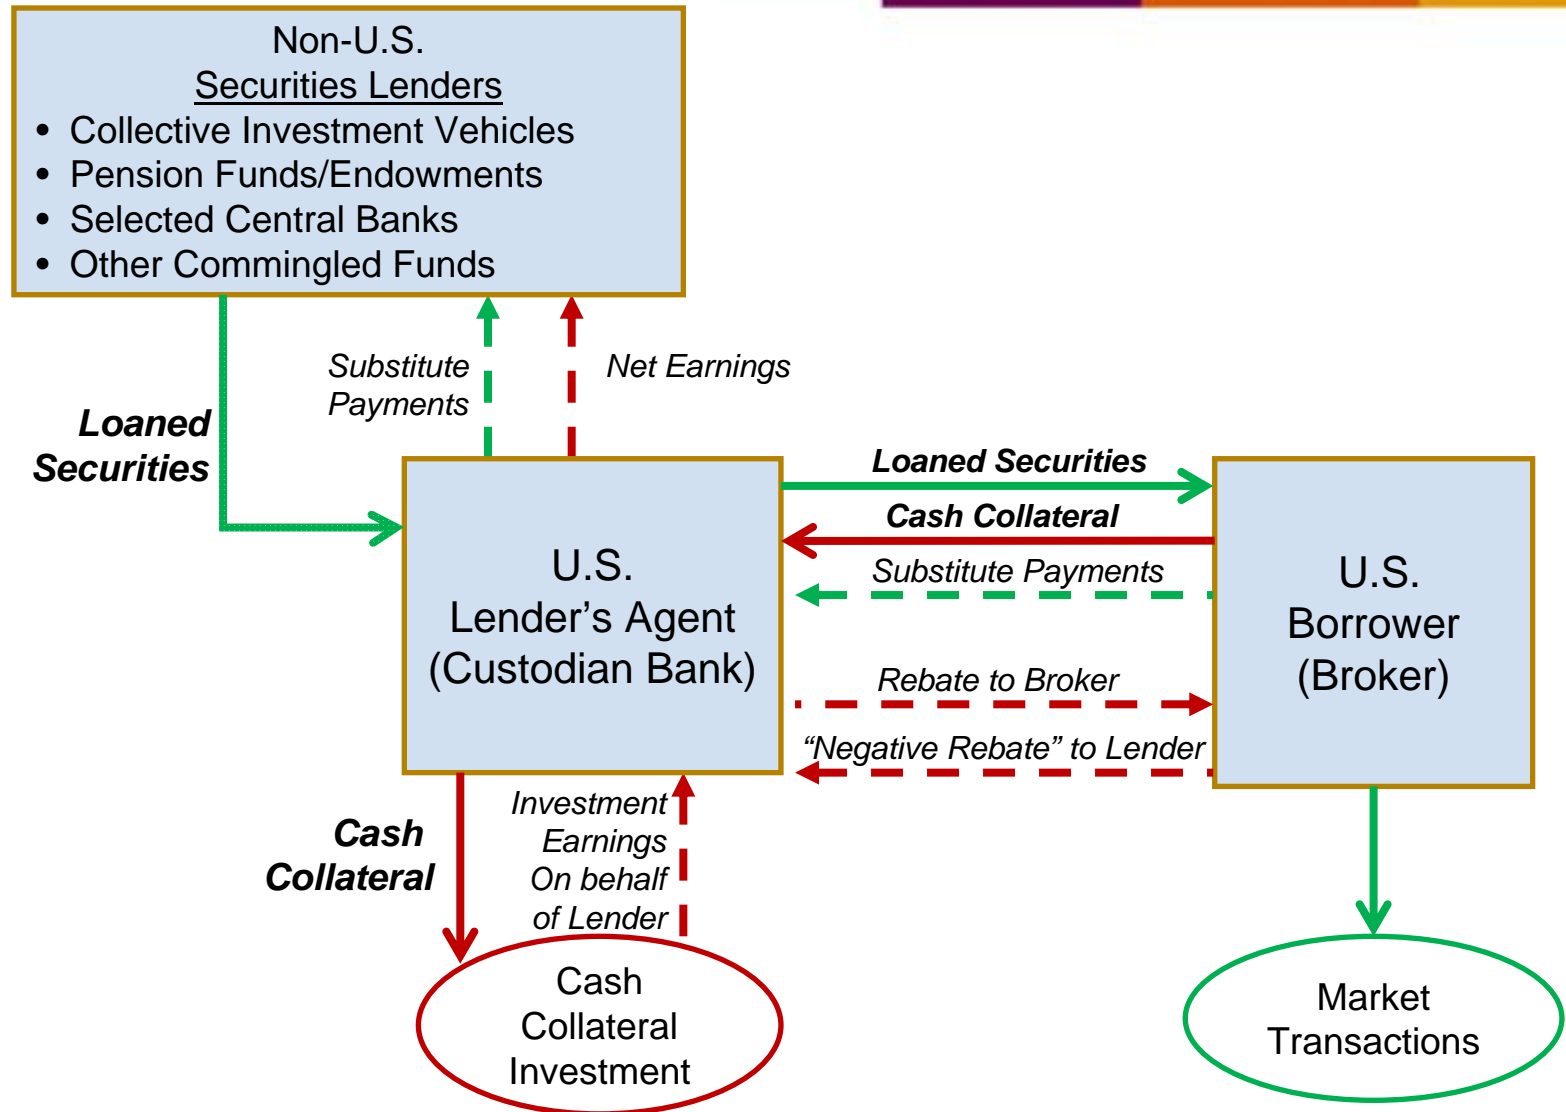 Non-U.S.
Securities Lenders
• Collective Investment Vehicles
• Pension Funds/Endowments
• Selected Central Banks
• Other Commingled Funds
Substitute
Payments
Net Earnings
Loaned
Securities
Loaned Securities
Cash Collateral
Substitute Payments
Rebate to Broker
“Negative Rebate” to Lender
U.S.
Lender’s Agent
(Custodian Bank)
U.S.
Borrower
(Broker)
Cash
Collateral
Investment
Earnings
On behalf
of Lender
Cash
Collateral
Investment
Market
Transactions